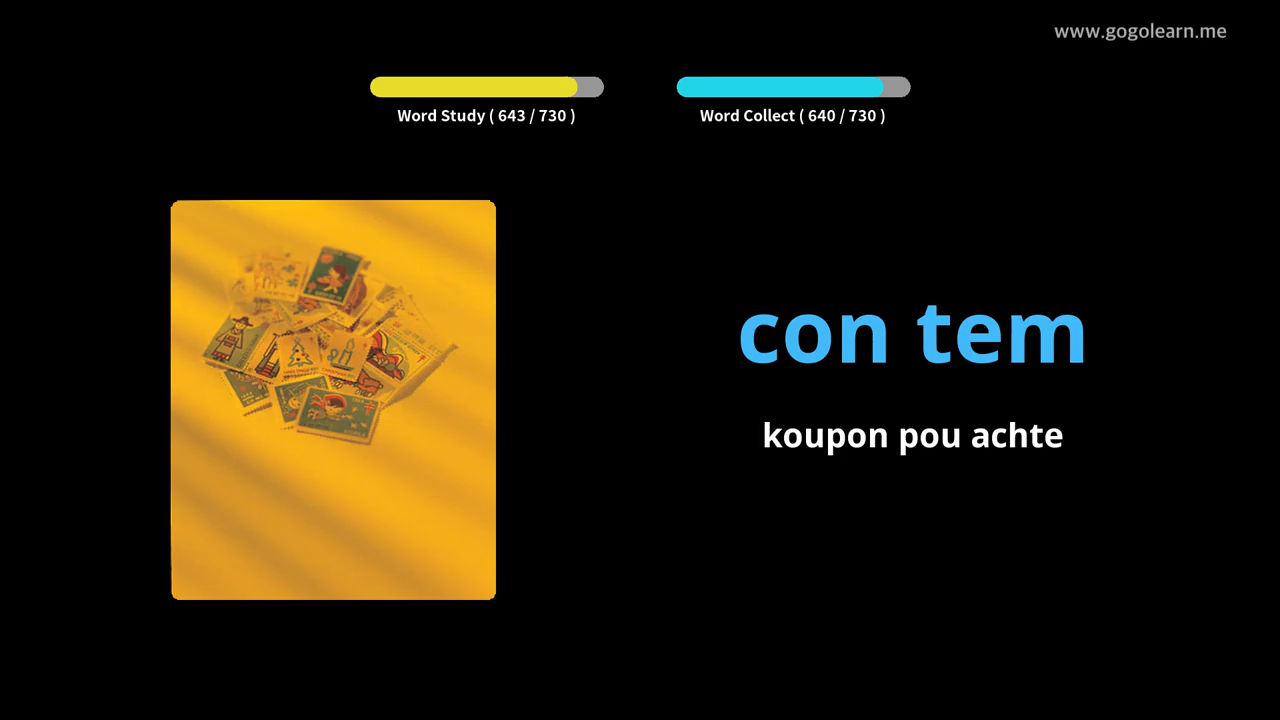 www.gogolearn.me
Word Study ( 643 / 730 )
Word Collect ( 640 / 730 )
con tem
koupon pou achte